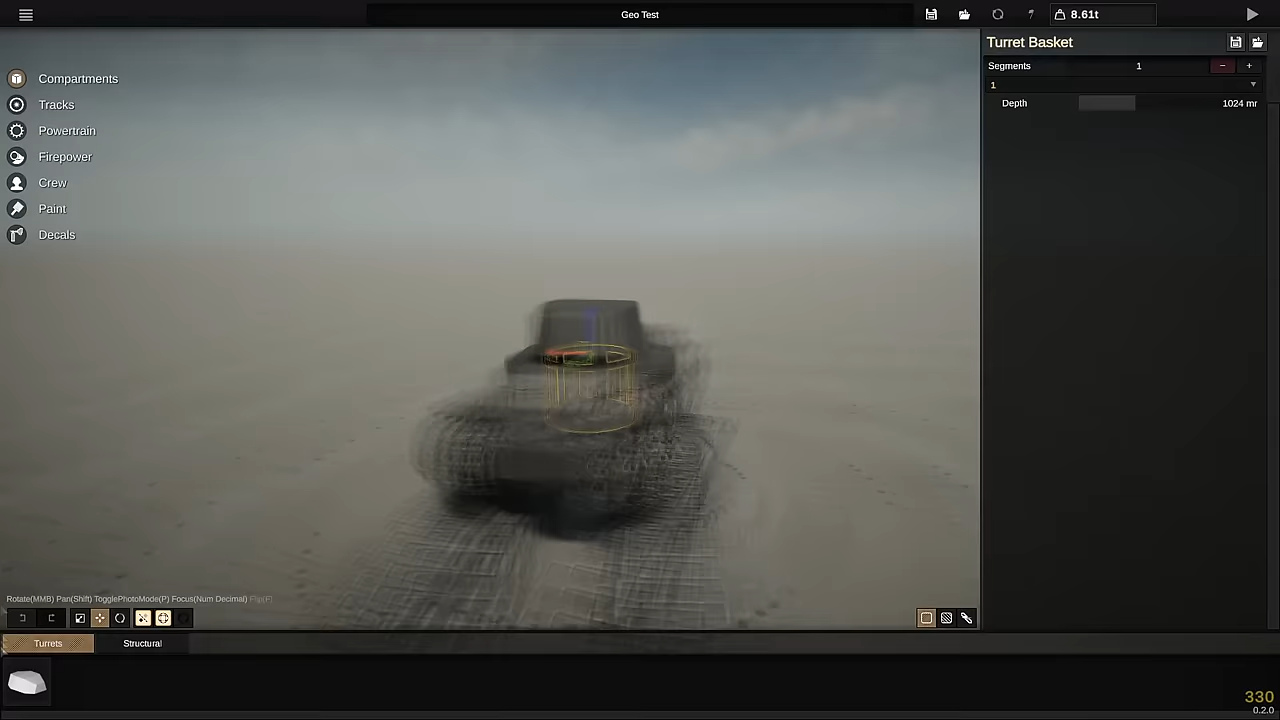 Geo Test
8.61t
Compartments
Tracks
Powertrain
Firepower
Crew
Paint
Decals
Turret Basket
Segments
1
1
Depth
1024 mr
Rotate(MMB) Pan(Shift) TogglePhotoMode(P) Focus(Num Decimal) Flip(F)
Turrets
Structural
330
0.2.0